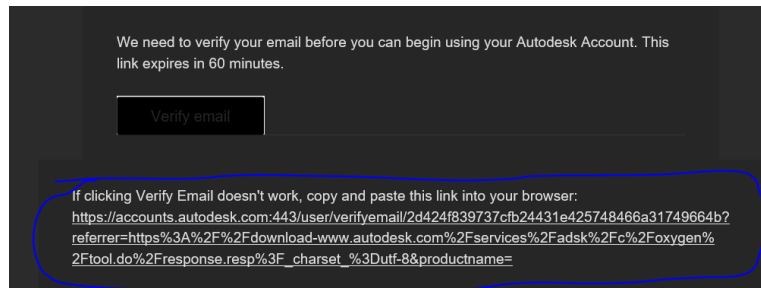 We need to verify your email before you can begin using your Autodesk Account. This
link expires in 60 minutes.
Verify email
If clicking Verify Email doesn't work, copy and paste this link into your browser:
https://accounts.autodesk.com:443/user/verifyemail/2d424f839737cfb24431e425748466a31749664b?
referrer=https%3A%2F%2Fdownload-www.autodesk.com%2Fservices%2Fadsk%2Fc%2Foxygen%
2Ftool.do%2Fresponse.resp%3F_charset_%3Dutf-8&productname=